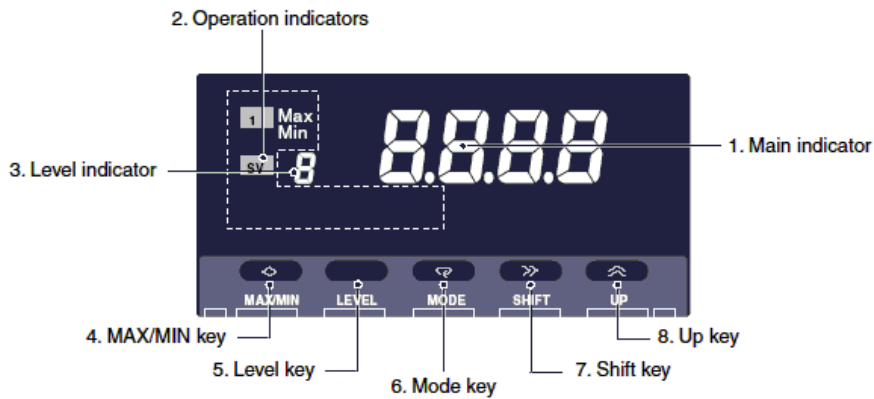 2. Operation indicators
1 Max
Min
8.8.8.8
1. Main indicator
SV
8
3. Level indicator
MAX/MIN LEVEL MODE SHIFT UP
4. MAX/MIN key
8. Up key
5. Level key
7. Shift key
6. Mode key